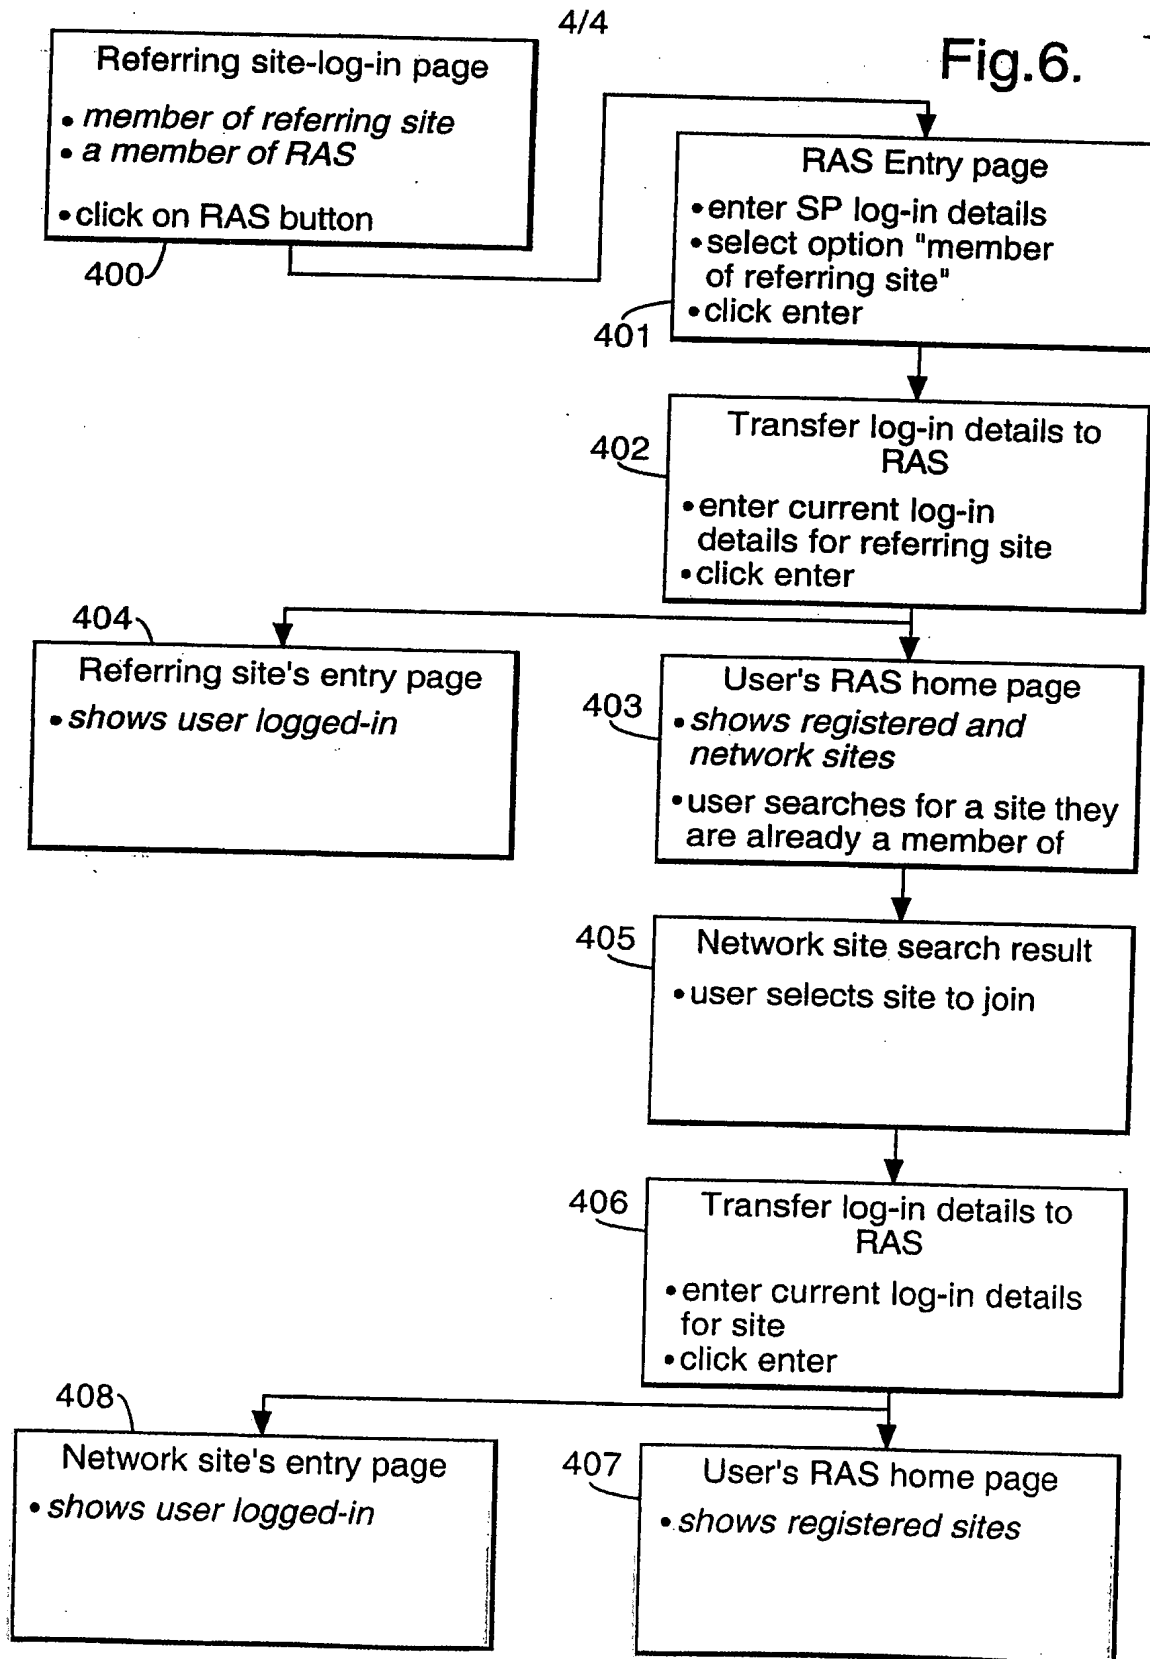 4/4
Fig.6.
Referring site-log-in page
• member of referring site
• a member of RAS
• click on RAS button
400
RAS Entry page
• enter SP log-in details
• select option "member
of referring site"
• click enter
401
Transfer log-in details to
RAS
• enter current log-in
details for referring site
• click enter
402
404
Referring site's entry page
• shows user logged-in
User's RAS home page
• shows registered and
network sites
• user searches for a site they
are already a member of
403
405
Network site search result
• user selects site to join
406
Transfer log-in details to
RAS
• enter current log-in details
for site
• click enter
408
Network site's entry page
• shows user logged-in
407
User's RAS home page
• shows registered sites